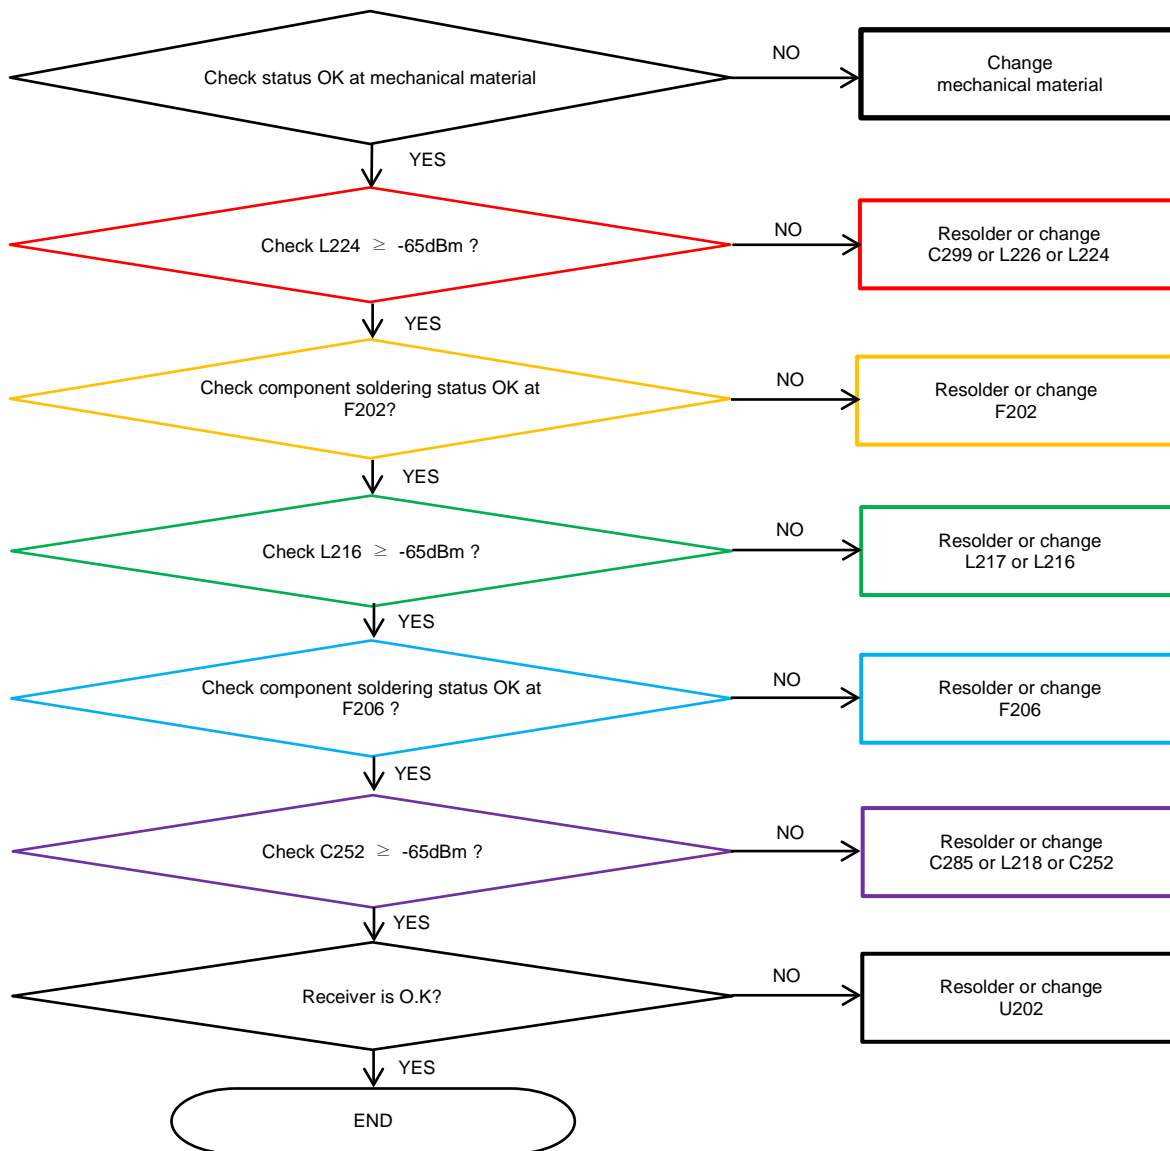 Check status OK at mechanical material
NO
Change
mechanical material
YES
Check L224 ≥ -65dBm ?
NO
Resolder or change
C299 or L226 or L224
YES
Check component soldering status OK at
F202?
NO
Resolder or change
F202
YES
Check L216 ≥ -65dBm ?
NO
Resolder or change
L217 or L216
YES
Check component soldering status OK at
F206 ?
NO
Resolder or change
F206
YES
Check C252 ≥ -65dBm ?
NO
Resolder or change
C285 or L218 or C252
YES
Receiver is O.K?
NO
Resolder or change
U202
YES
END